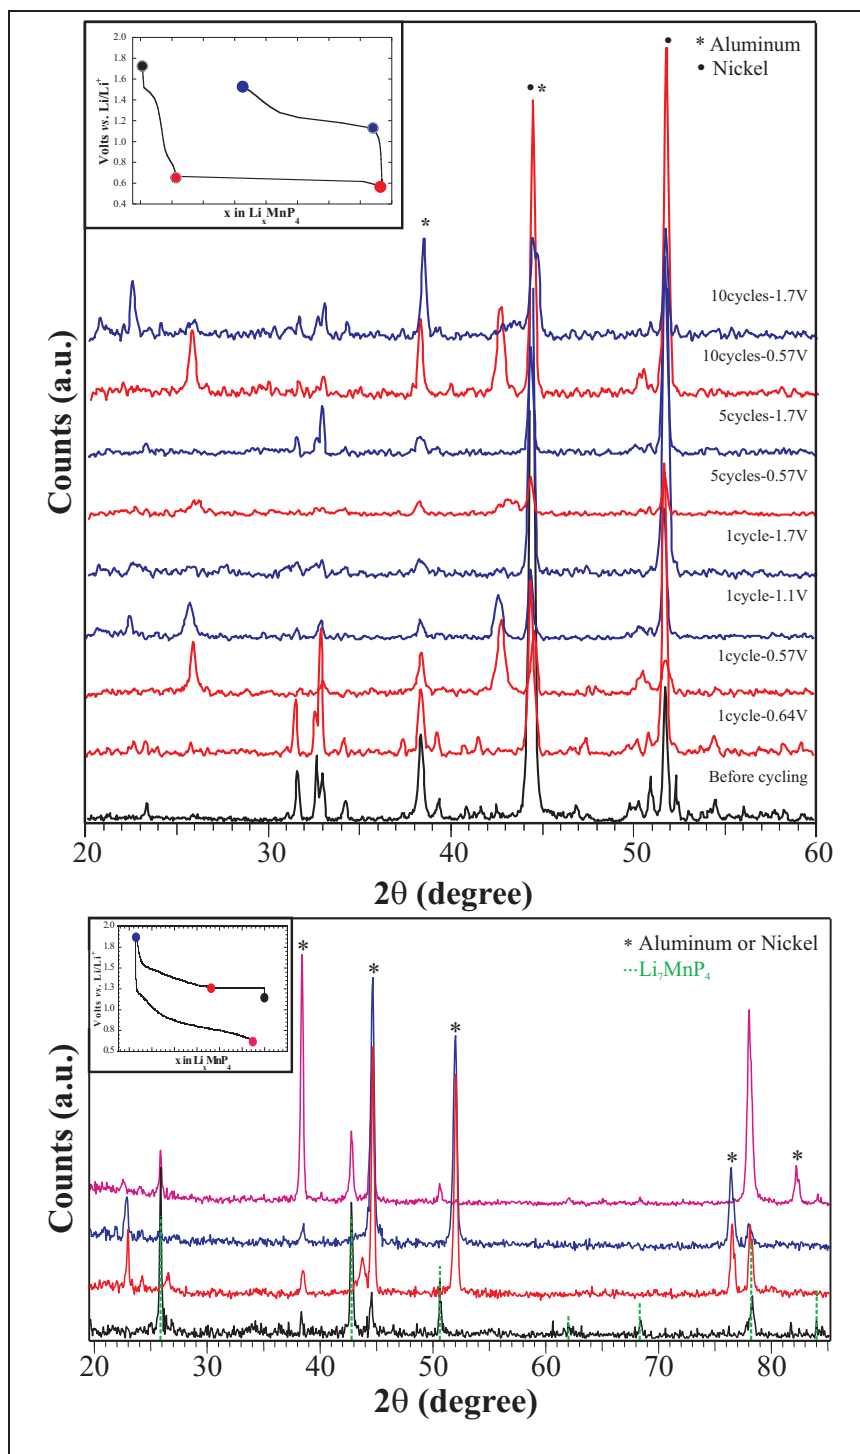 * Aluminum
• Nickel
2.0
1.8
1.6
1.4
1.2
1.0
0.8
0.6
0.4
Volts vs. Li/Li⁺
x in LiₓMnP₄
• *
•
*
10cycles-1.7V
10cycles-0.57V
5cycles-1.7V
5cycles-0.57V
1cycle-1.7V
1cycle-1.1V
1cycle-0.57V
1cycle-0.64V
Before cycling
Counts (a.u.)
20 30 40 50 60
2θ (degree)
* Aluminum or Nickel
Li₇MnP₄
2.0
1.8
1.5
1.3
1.0
0.8
0.5
Volts vs. Li/Li⁺
x in LiₓMnP₄
* * * * *
Counts (a.u.)
20 30 40 50 60 70 80
2θ (degree)